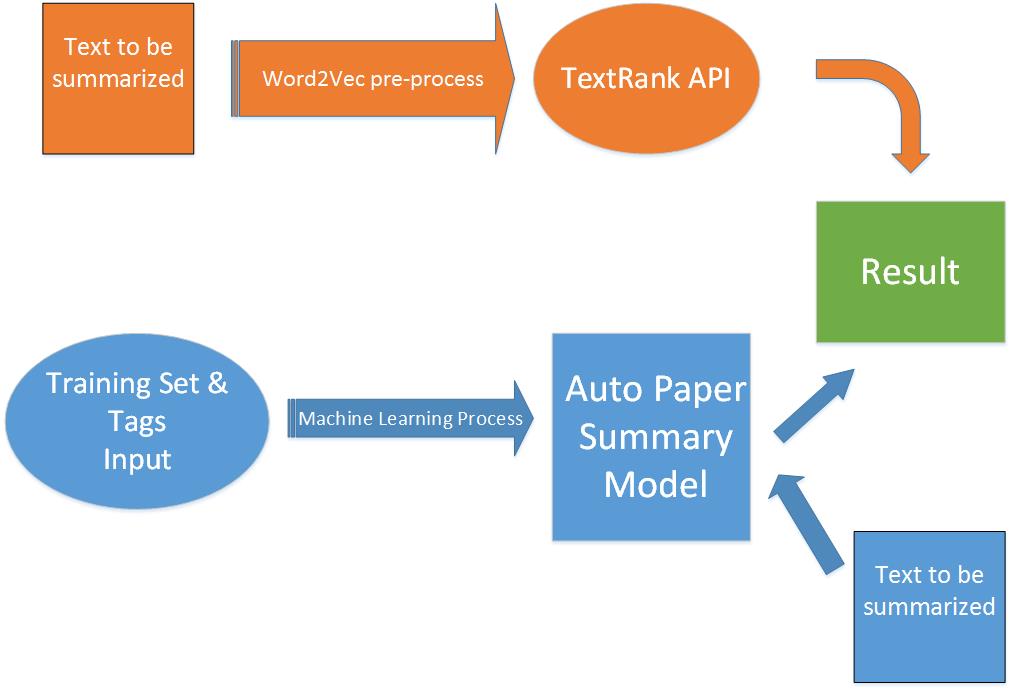 Text to be
summarized
Word2Vec pre-process
TextRank API
Result
Training Set &
Tags
Input
Machine Learning Process
Auto Paper
Summary
Model
Text to be
summarized